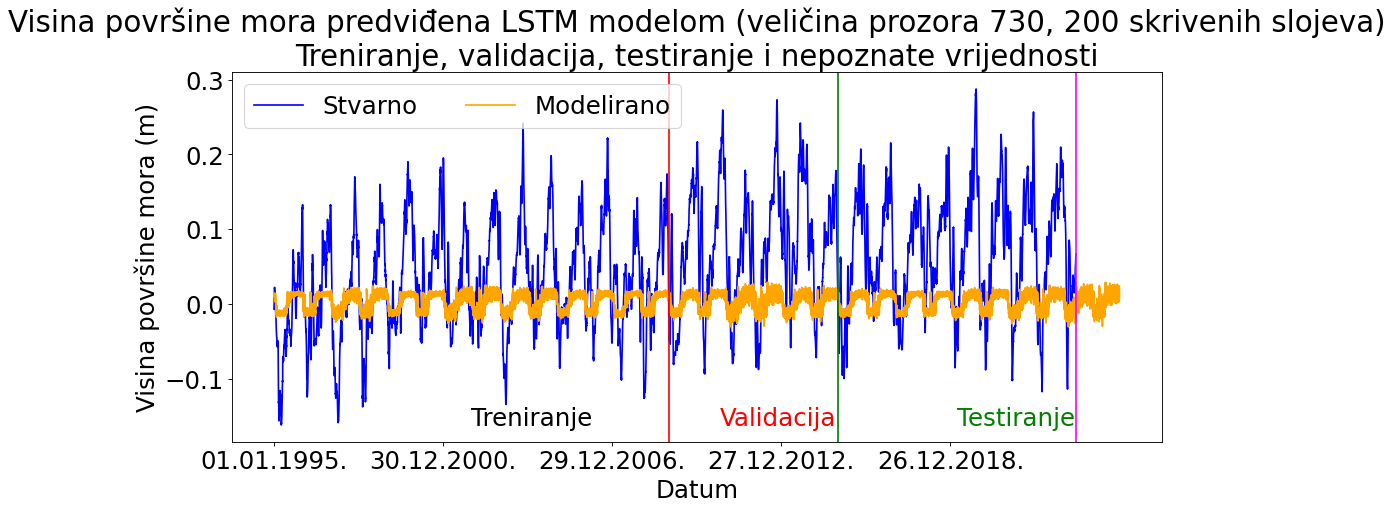 Visina površine mora predviđena LSTM modelom (veličina prozora 730, 200 skrivenih slojeva)
Treniranje, validacija, testiranje i nepoznate vrijednosti
Stvarno Modelirano
Visina površine mora (m)
0.3
0.2
0.1
0.0
−0.1
Treniranje Validacija Testiranje
01.01.1995. 30.12.2000. 29.12.2006. 27.12.2012. 26.12.2018.
Datum